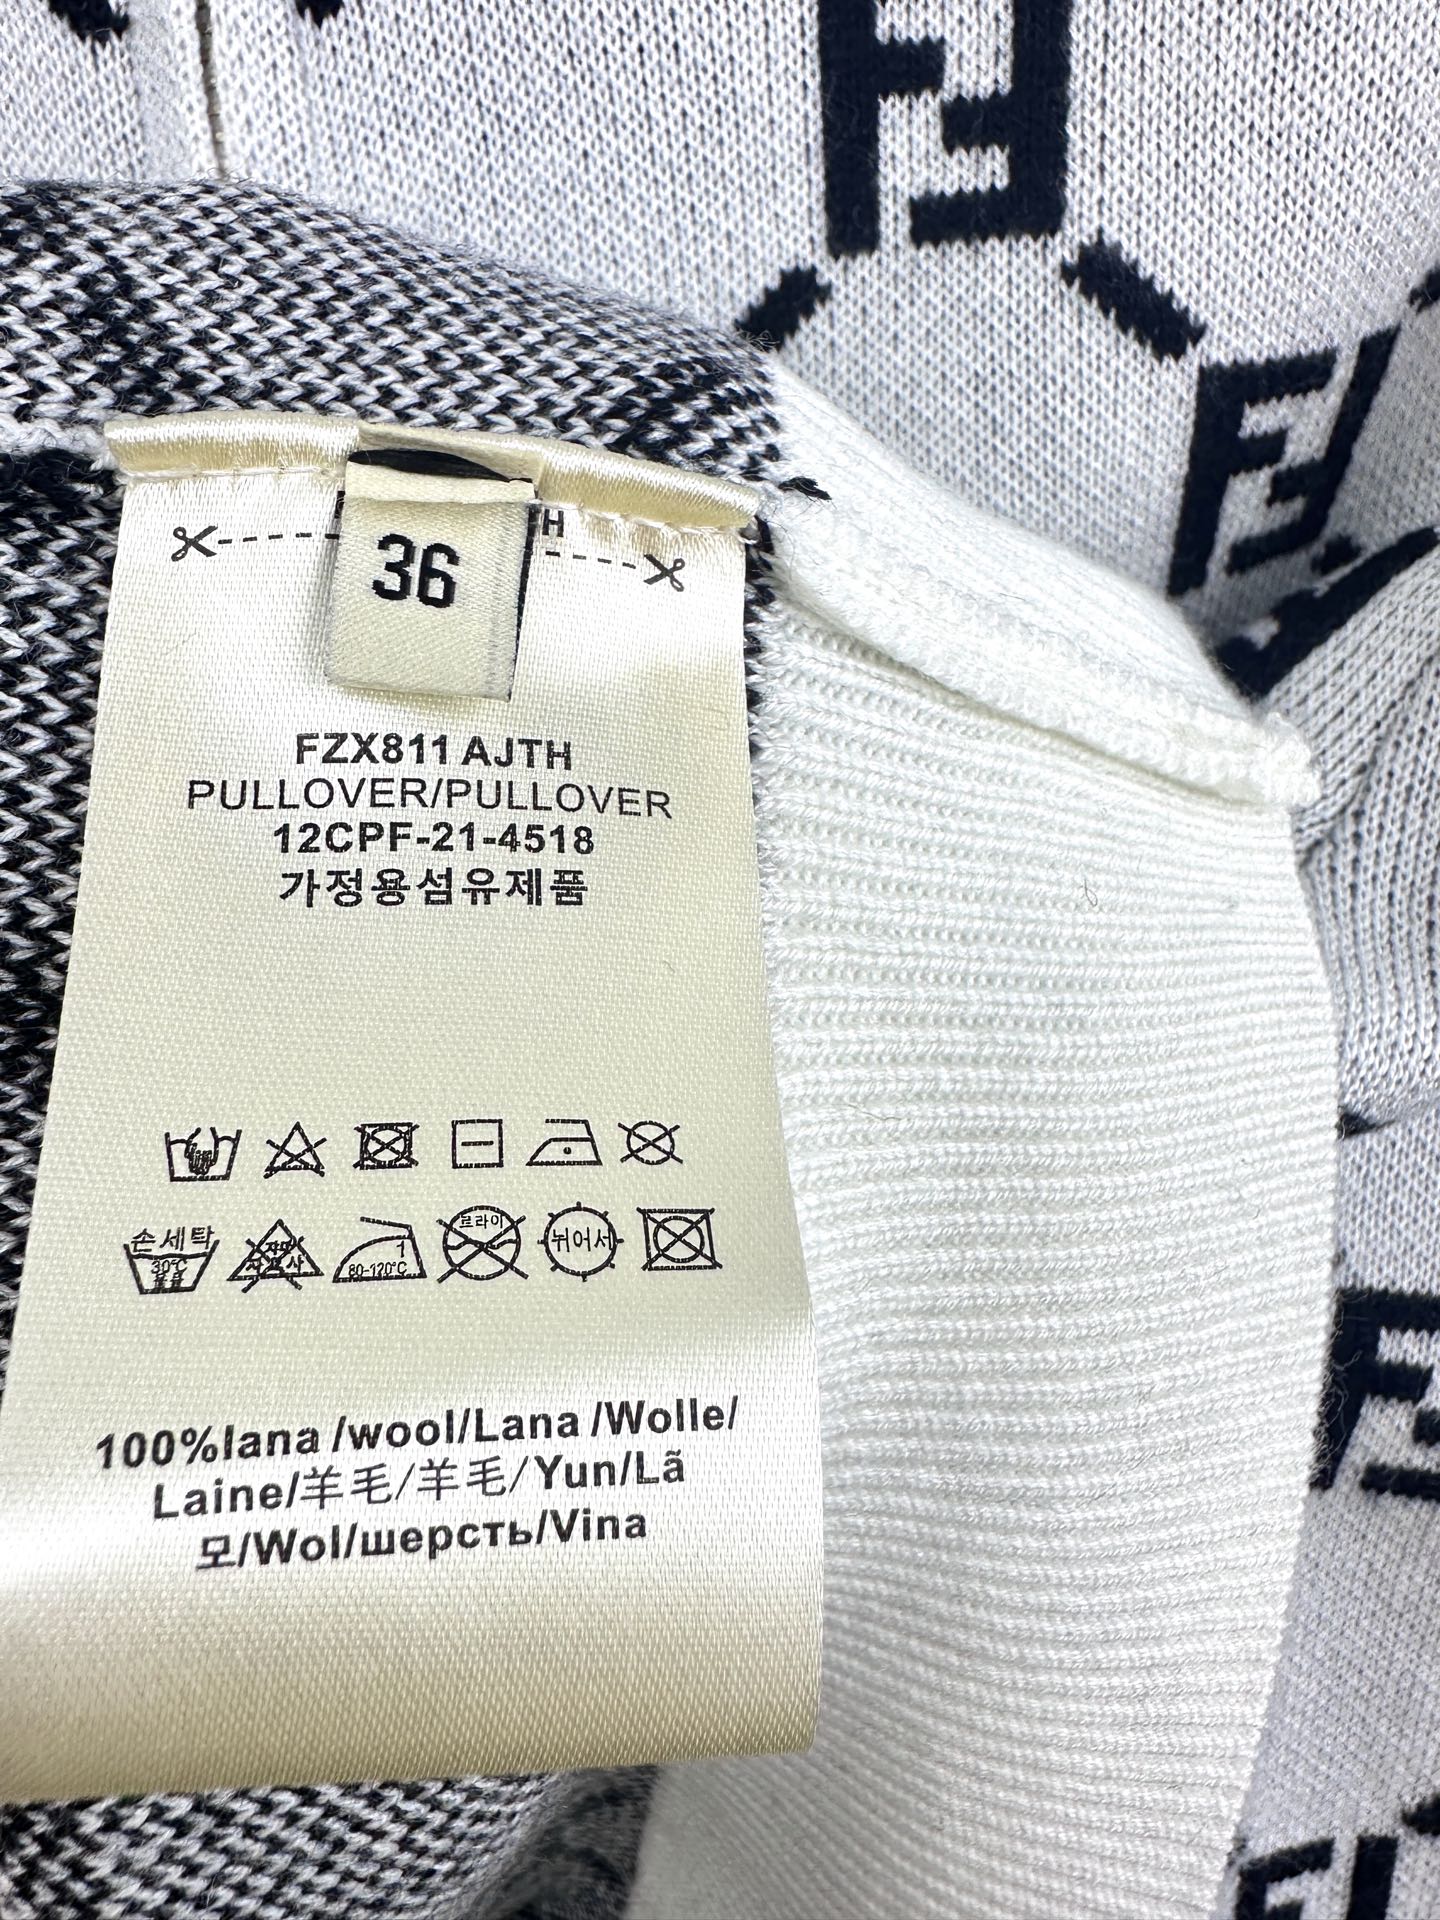 H
36
FZX811 AJTH
PULLOVER/PULLOVER
12CPF-21-4518
가정용섬유제품
손세탁
30℃
1
80-120℃
드라이
뉘어서
100%lana /wool/Lana /Wolle/
Laine/羊毛/羊毛/Yun/Lã
모/Wol/шерсть/Vina